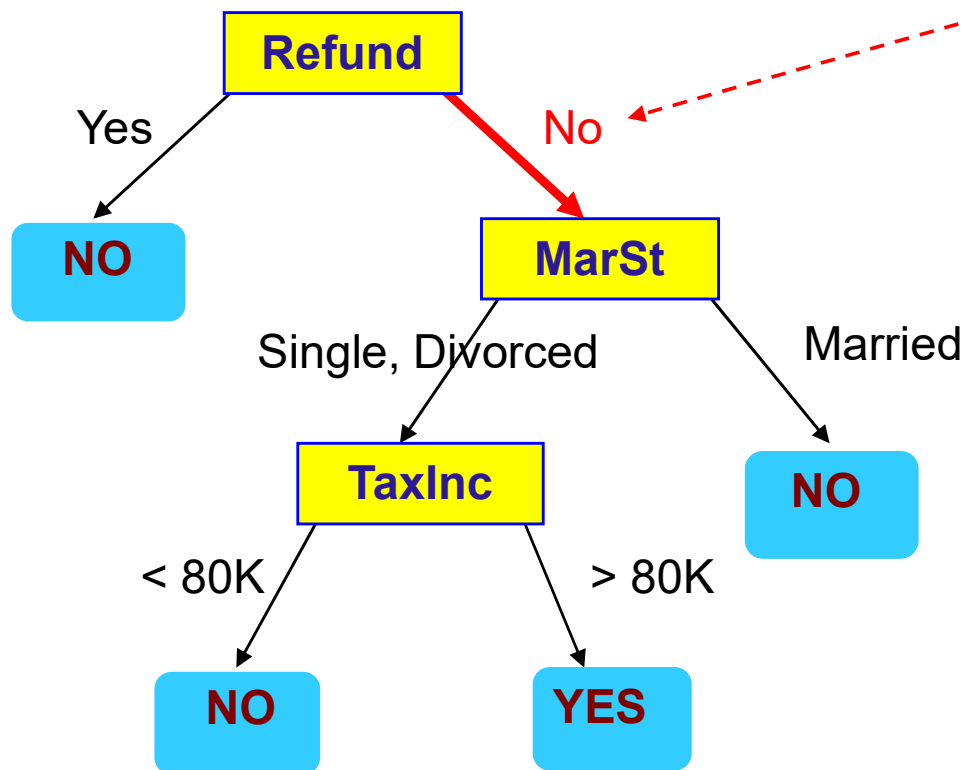 Refund
Yes
No
NO
MarSt
Single, Divorced
Married
TaxInc
NO
< 80K
> 80K
NO
YES